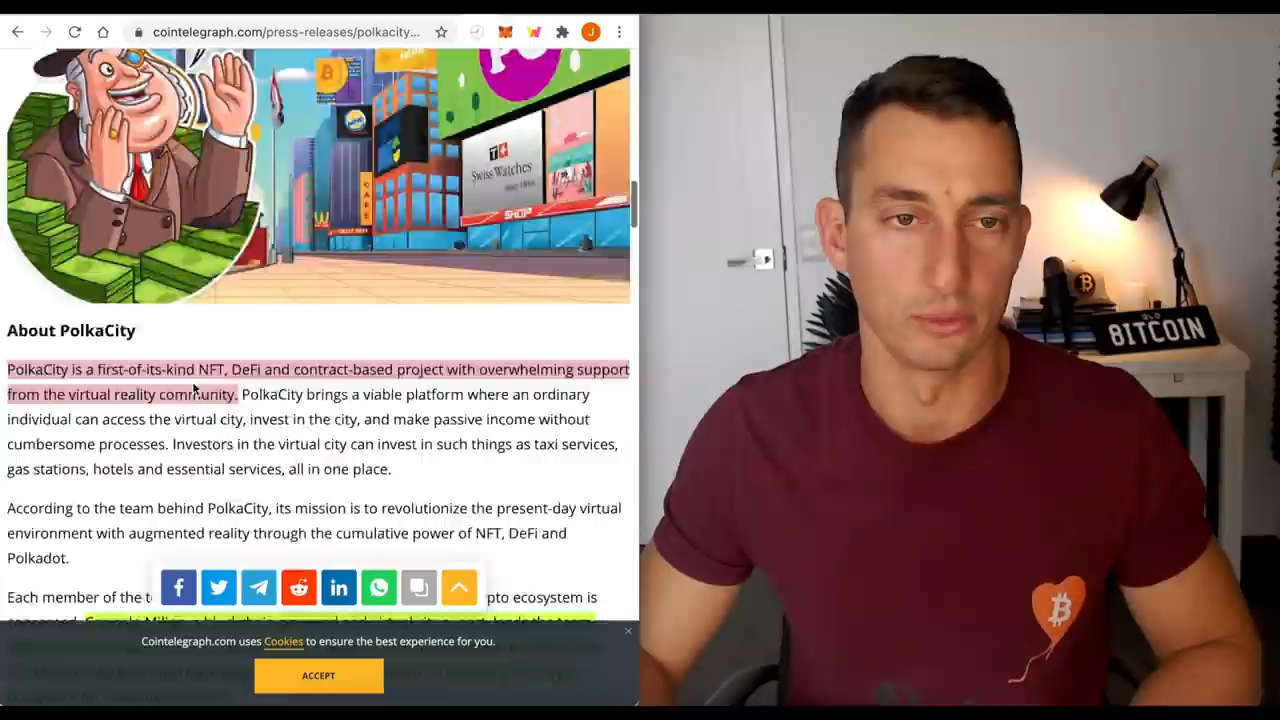 cointelegraph.com/press-releases/polkacity...
J
CAFE
Swiss Watches
since 1886
SHOP
About PolkaCity
PolkaCity is a first-of-its-kind NFT, DeFi and contract-based project with overwhelming support
from the virtual reality community. PolkaCity brings a viable platform where an ordinary
individual can access the virtual city, invest in the city, and make passive income without
cumbersome processes. Investors in the virtual city can invest in such things as taxi services,
gas stations, hotels and essential services, all in one place.
According to the team behind PolkaCity, its mission is to revolutionize the present-day virtual
environment with augmented reality through the cumulative power of NFT, DeFi and
Polkadot.
Each member of the t
pto ecosystem is
Cointelegraph.com uses Cookies to ensure the best experience for you.
ACCEPT
QLD
BITCOIN